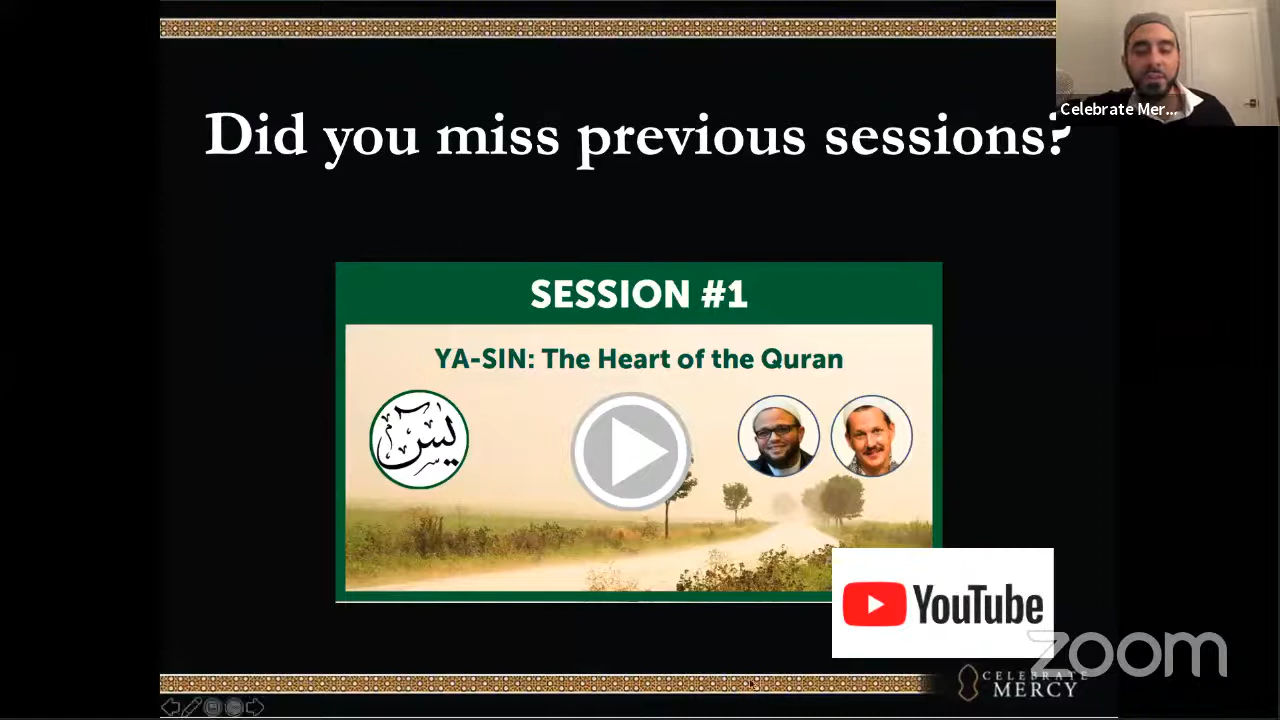 Did you miss previous sessions?
Celebrate Mer...
SESSION #1
YA-SIN: The Heart of the Quran
يس
YouTube
zoom
CELEBRATE
MERCY